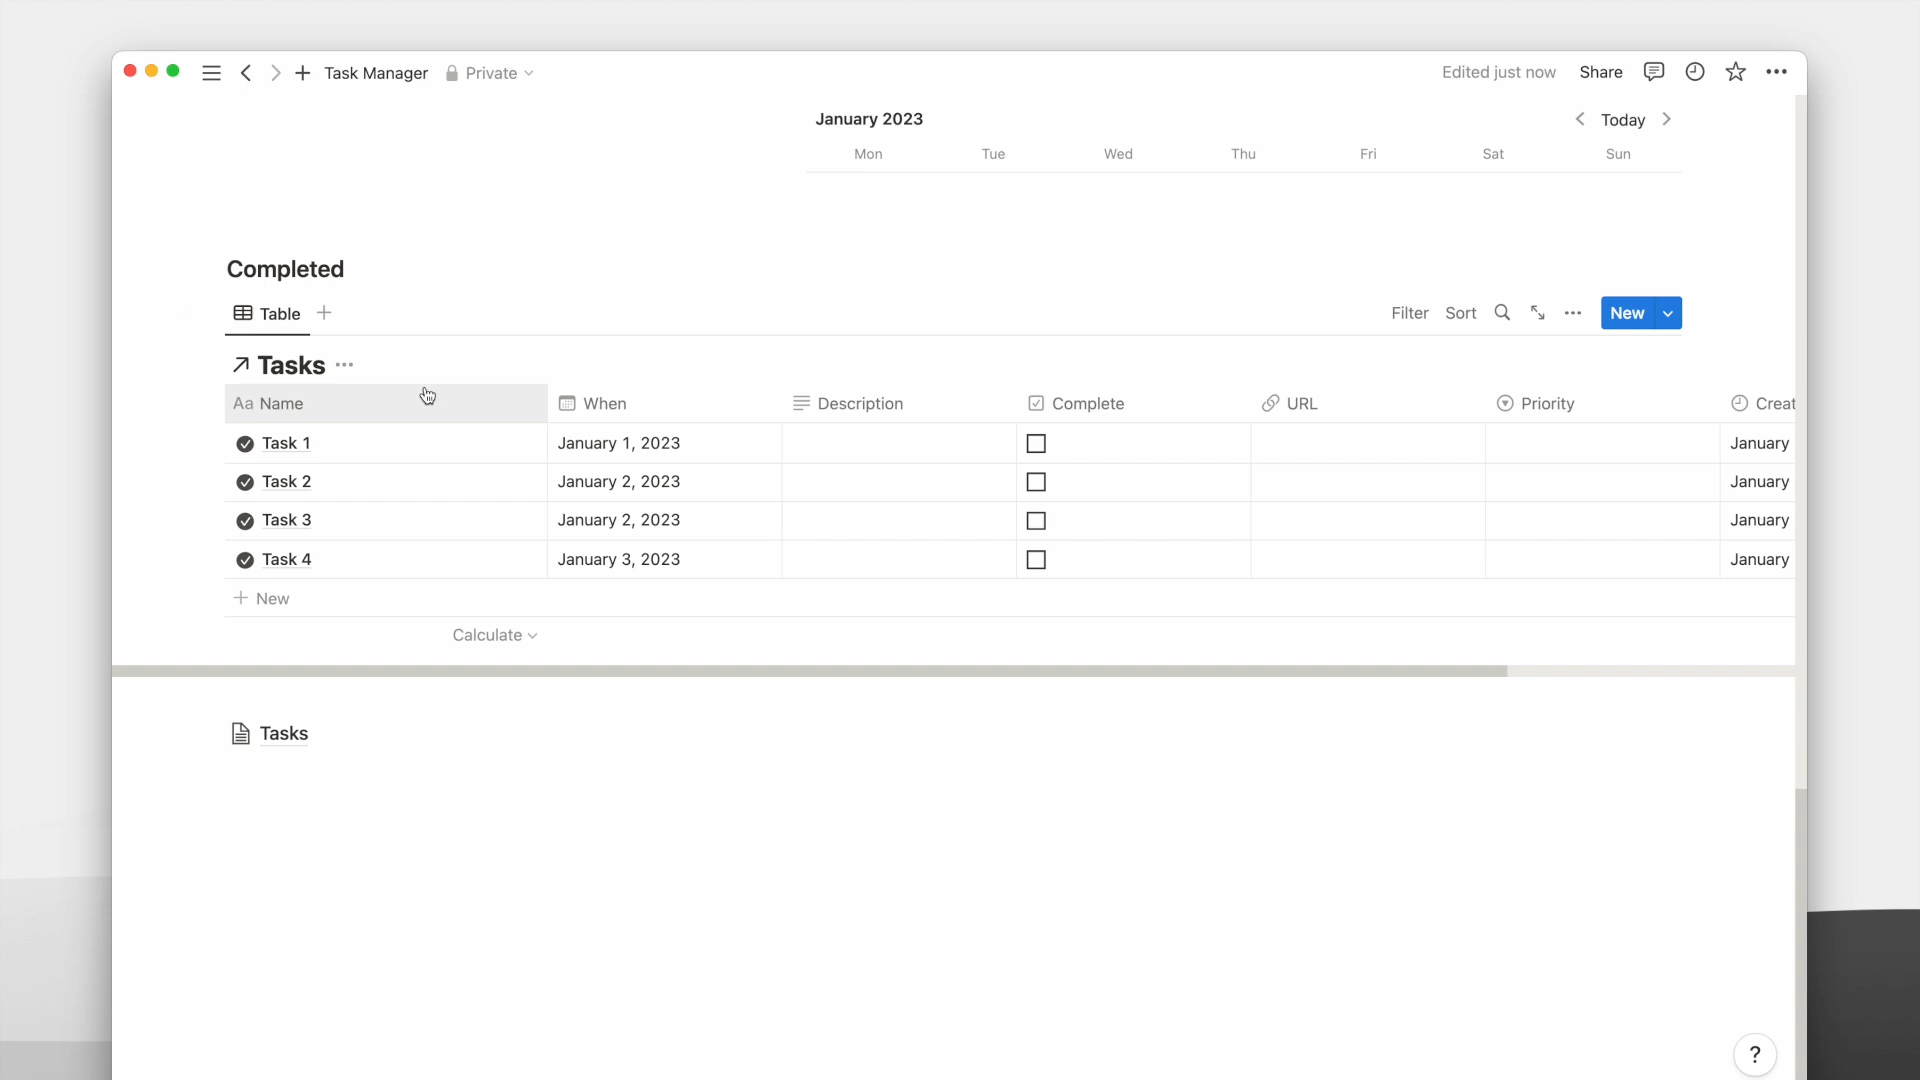 Task Manager Private Edited just now Share
January 2023 Today
Mon Tue Wed Thu Fri Sat Sun
Completed
Table Filter Sort New
Tasks
Aa Name When Description Complete URL Priority Creat
Task 1 January 1, 2023 January
Task 2 January 2, 2023 January
Task 3 January 2, 2023 January
Task 4 January 3, 2023 January
New
Calculate
Tasks
?